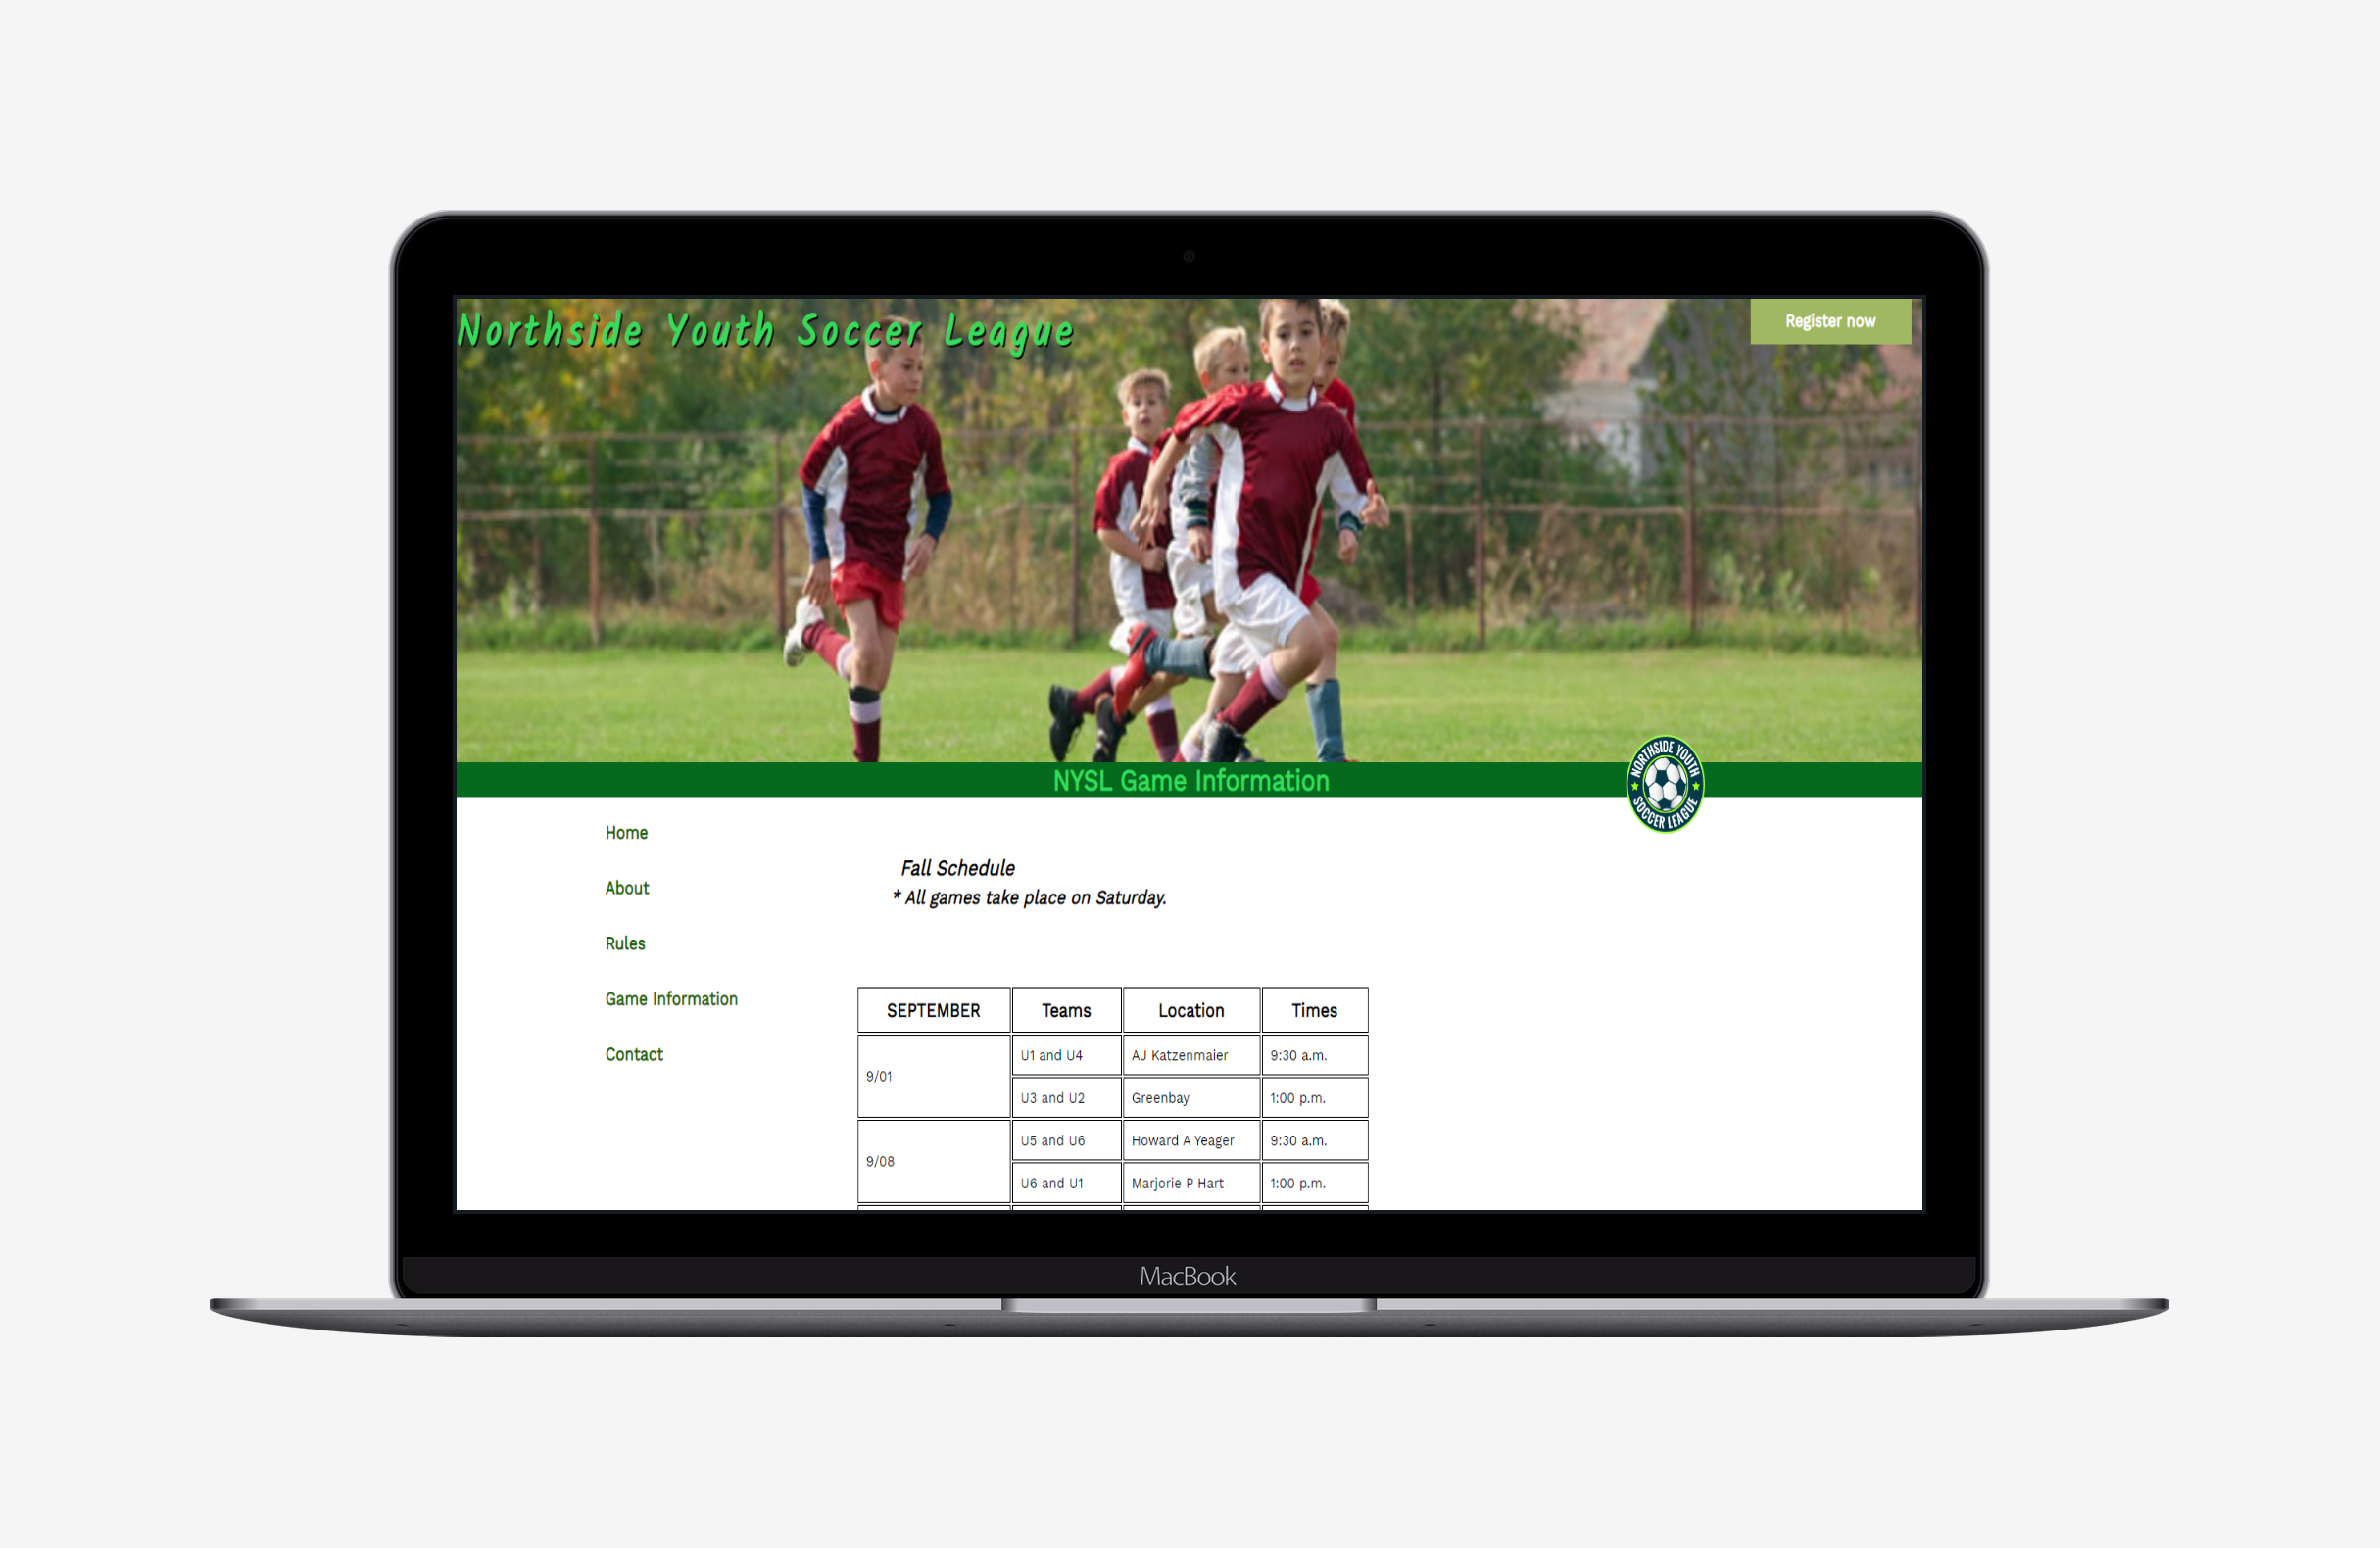 Northside Youth Soccer League
Register now
NYSL Game Information
NORTHSIDE YOUTH
SOCCER LEAGUE
Home
About
Rules
Game Information
Contact
Fall Schedule
* All games take place on Saturday.
SEPTEMBER Teams Location Times
9/01
U1 and U4 AJ Katzenmaier 9:30 a.m.
U3 and U2 Greenbay 1:00 p.m.
9/08
U5 and U6 Howard A Yeager 9:30 a.m.
U6 and U1 Marjorie P Hart 1:00 p.m.
MacBook